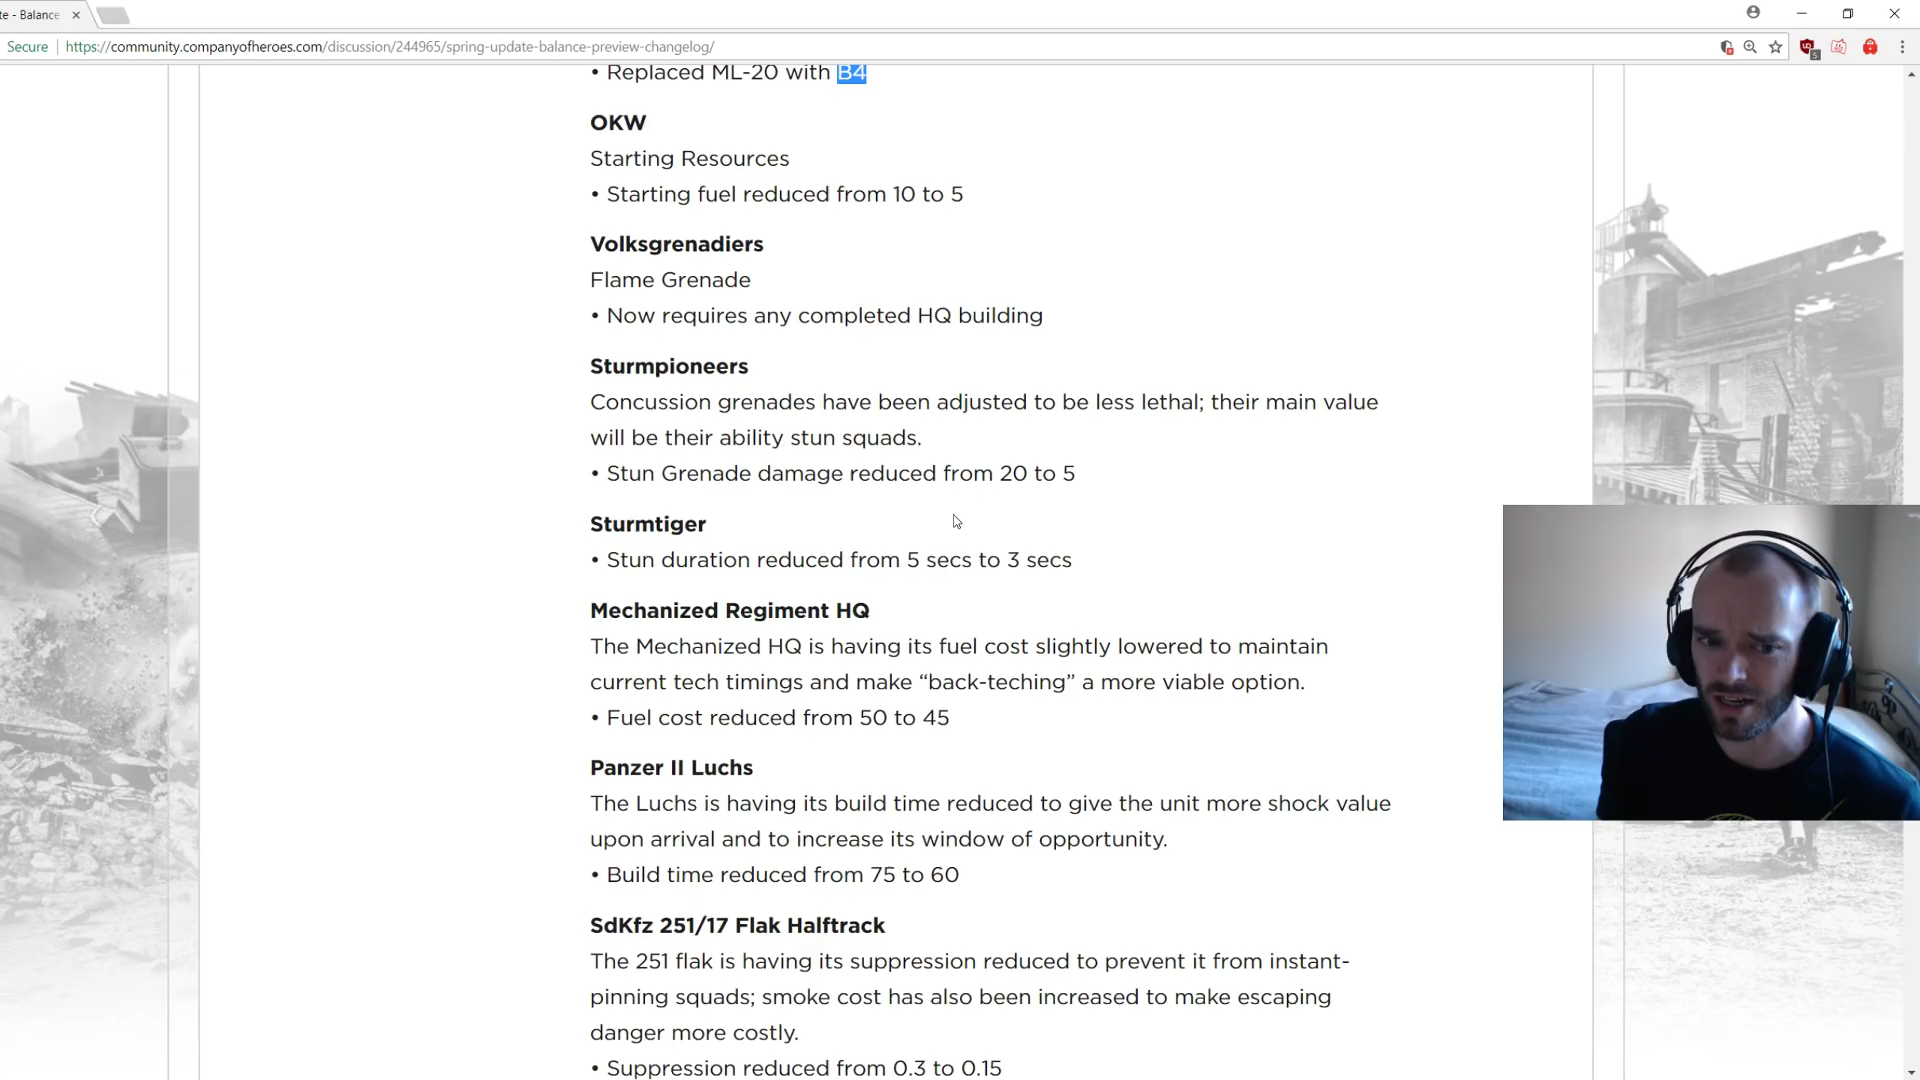 te - Balance
Secure
https://community.companyofheroes.com/discussion/244965/spring-update-balance-preview-changelog/
• Replaced ML-20 with B4
OKW
Starting Resources
• Starting fuel reduced from 10 to 5
Volksgrenadiers
Flame Grenade
• Now requires any completed HQ building
Sturmpioneers
Concussion grenades have been adjusted to be less lethal; their main value
will be their ability stun squads.
• Stun Grenade damage reduced from 20 to 5
Sturmtiger
• Stun duration reduced from 5 secs to 3 secs
Mechanized Regiment HQ
The Mechanized HQ is having its fuel cost slightly lowered to maintain
current tech timings and make “back-teching” a more viable option.
• Fuel cost reduced from 50 to 45
Panzer II Luchs
The Luchs is having its build time reduced to give the unit more shock value
upon arrival and to increase its window of opportunity.
• Build time reduced from 75 to 60
SdKfz 251/17 Flak Halftrack
The 251 flak is having its suppression reduced to prevent it from instant-
pinning squads; smoke cost has also been increased to make escaping
danger more costly.
• Suppression reduced from 0.3 to 0.15